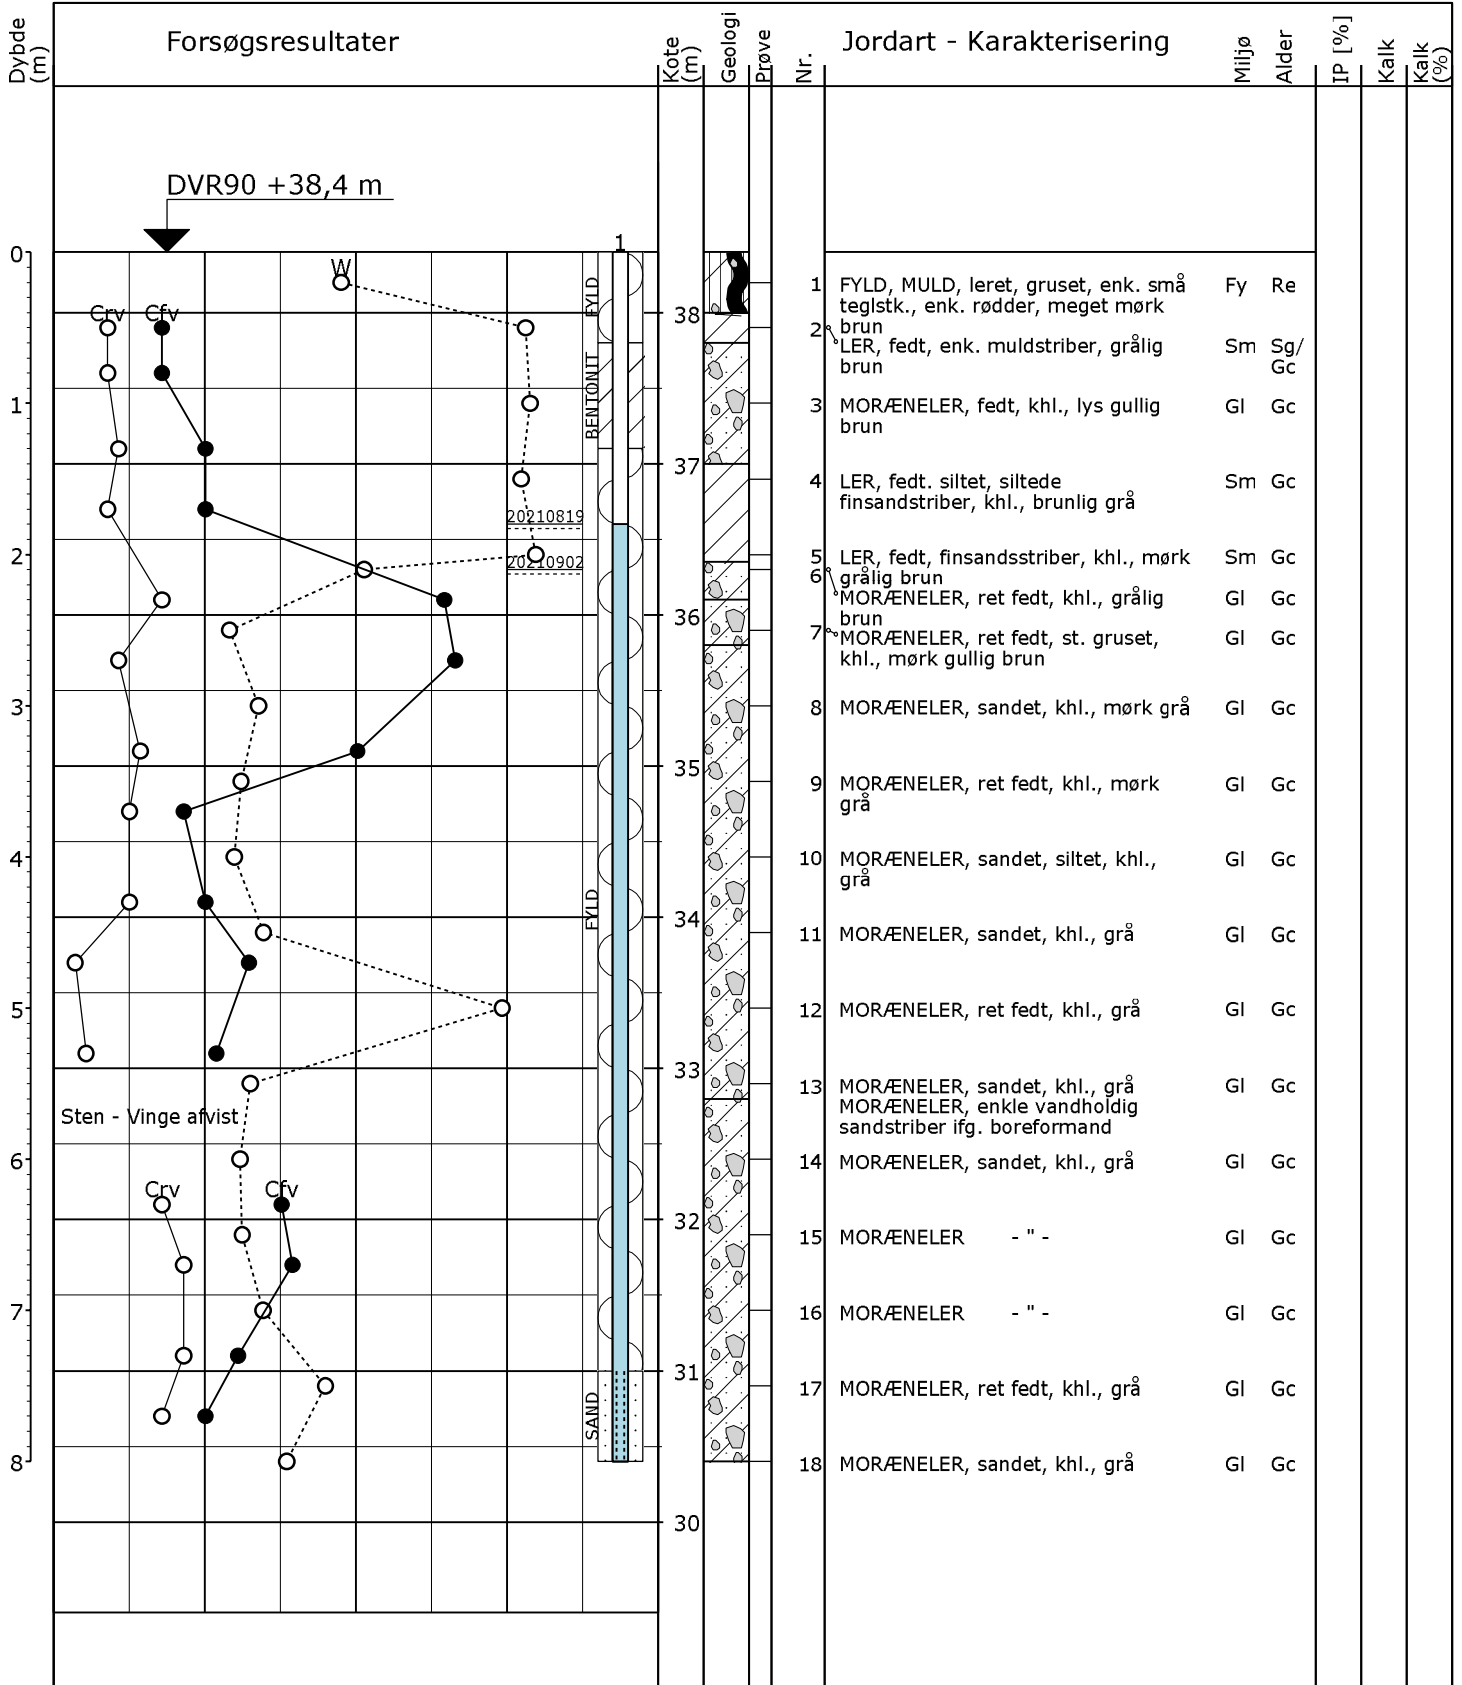 Dybde
(m)
Forsøgsresultater
Kote
(m)
Geologi
Prøve
Nr.
Jordart - Karakterisering
Miljø
Alder
IP [%]
Kalk
Kalk
(%)
DVR90 +38,4 m
0
1
2
3
4
5
6
7
8
W
Crv
Cfv
Sten - Vinge afvist
Crv
Cfv
20210819
20210902
1
FYLD
BENTONIT
FYLD
SAND
38
37
36
35
34
33
32
31
30
1 FYLD, MULD, leret, gruset, enk. små Fy Re
teglstk., enk. rødder, meget mørk
brun
2 LER, fedt, enk. muldstriber, grålig Sm Sg/
brun Gc
3 MORÆNELER, fedt, khl., lys gullig Gl Gc
brun
4 LER, fedt. siltet, siltede Sm Gc
finsandstriber, khl., brunlig grå
5 LER, fedt, finsandsstriber, khl., mørk Sm Gc
grålig brun
6 MORÆNELER, ret fedt, khl., grålig Gl Gc
brun
7 MORÆNELER, ret fedt, st. gruset, Gl Gc
khl., mørk gullig brun
8 MORÆNELER, sandet, khl., mørk grå Gl Gc
9 MORÆNELER, ret fedt, khl., mørk Gl Gc
grå
10 MORÆNELER, sandet, siltet, khl., Gl Gc
grå
11 MORÆNELER, sandet, khl., grå Gl Gc
12 MORÆNELER, ret fedt, khl., grå Gl Gc
13 MORÆNELER, sandet, khl., grå Gl Gc
MORÆNELER, enkle vandholdig
sandstriber ifg. boreformand
14 MORÆNELER, sandet, khl., grå Gl Gc
15 MORÆNELER - " - Gl Gc
16 MORÆNELER - " - Gl Gc
17 MORÆNELER, ret fedt, khl., grå Gl Gc
18 MORÆNELER, sandet, khl., grå Gl Gc